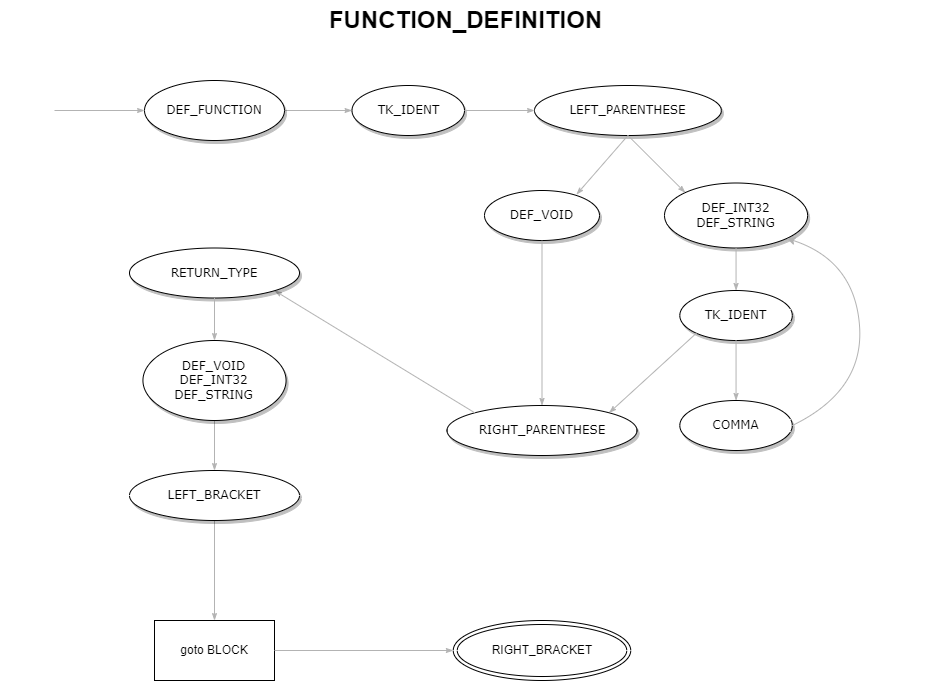 FUNCTION_DEFINITION
DEF_FUNCTION
TK_IDENT
LEFT_PARENTHESE
DEF_VOID
DEF_INT32
DEF_STRING
RETURN_TYPE
TK_IDENT
DEF_VOID
DEF_INT32
DEF_STRING
RIGHT_PARENTHESE
COMMA
LEFT_BRACKET
goto BLOCK
RIGHT_BRACKET